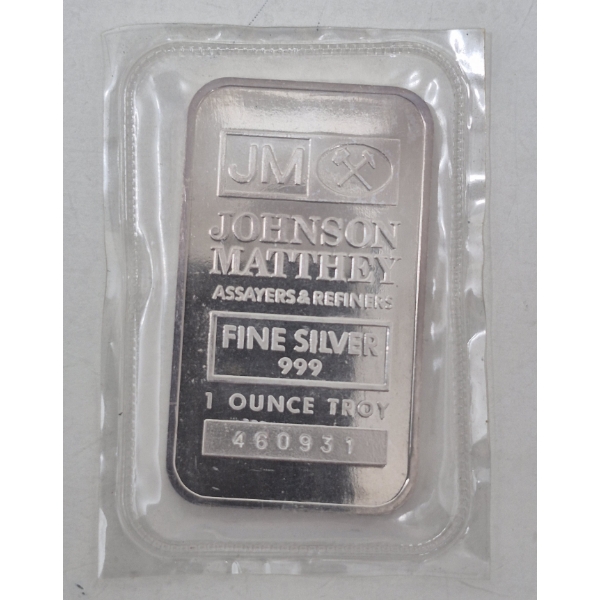 JM
JOHNSON
MATTHEY
ASSAYERS & REFINERS
FINE SILVER
999
1 OUNCE TROY
460931